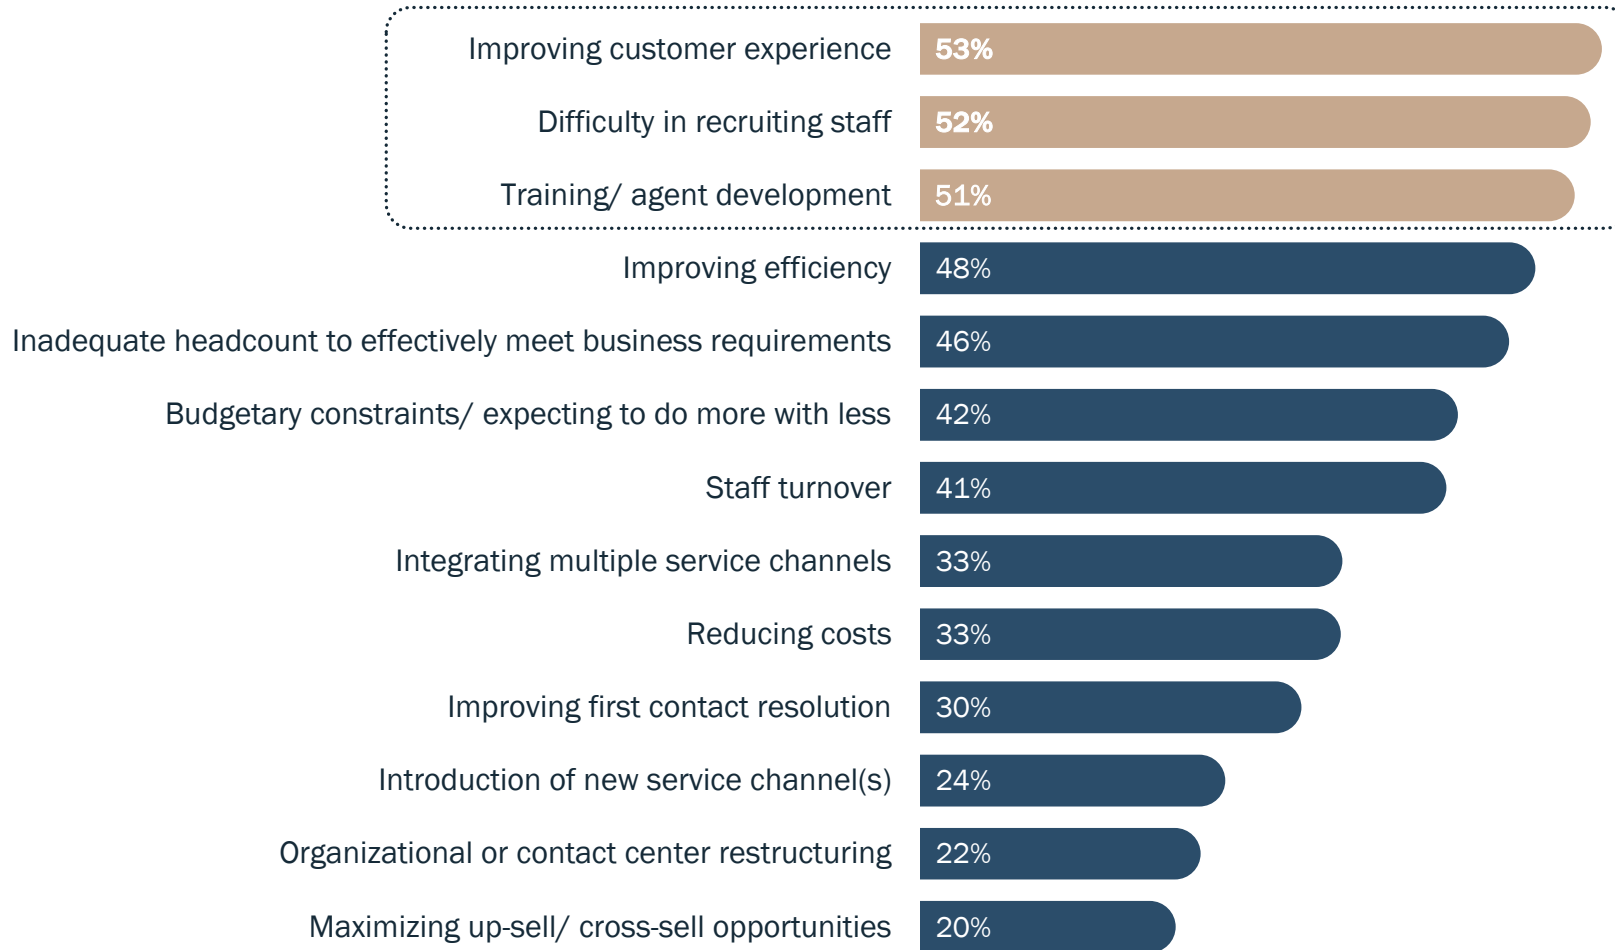 Improving customer experience 53%
Difficulty in recruiting staff 52%
Training/ agent development 51%
Improving efficiency 48%
Inadequate headcount to effectively meet business requirements 46%
Budgetary constraints/ expecting to do more with less 42%
Staff turnover 41%
Integrating multiple service channels 33%
Reducing costs 33%
Improving first contact resolution 30%
Introduction of new service channel(s) 24%
Organizational or contact center restructuring 22%
Maximizing up-sell/ cross-sell opportunities 20%